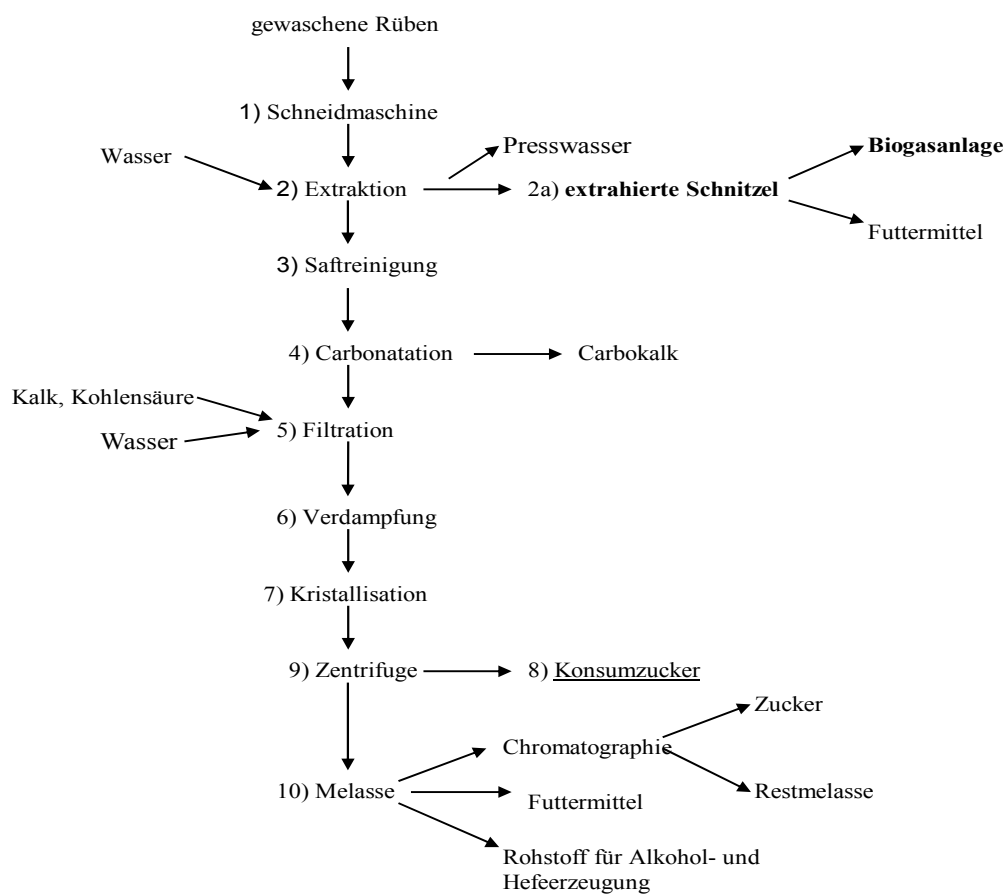 gewaschene Rüben
1) Schneidmaschine
Wasser
Presswasser
Biogasanlage
2) Extraktion
2a) extrahierte Schnitzel
Futtermittel
3) Saftreinigung
4) Carbonatation
Carbokalk
Kalk, Kohlensäure
Wasser
5) Filtration
6) Verdampfung
7) Kristallisation
9) Zentrifuge
8) Konsumzucker
Zucker
Chromatographie
10) Melasse
Futtermittel
Restmelasse
Rohstoff für Alkohol- und
Hefeerzeugung